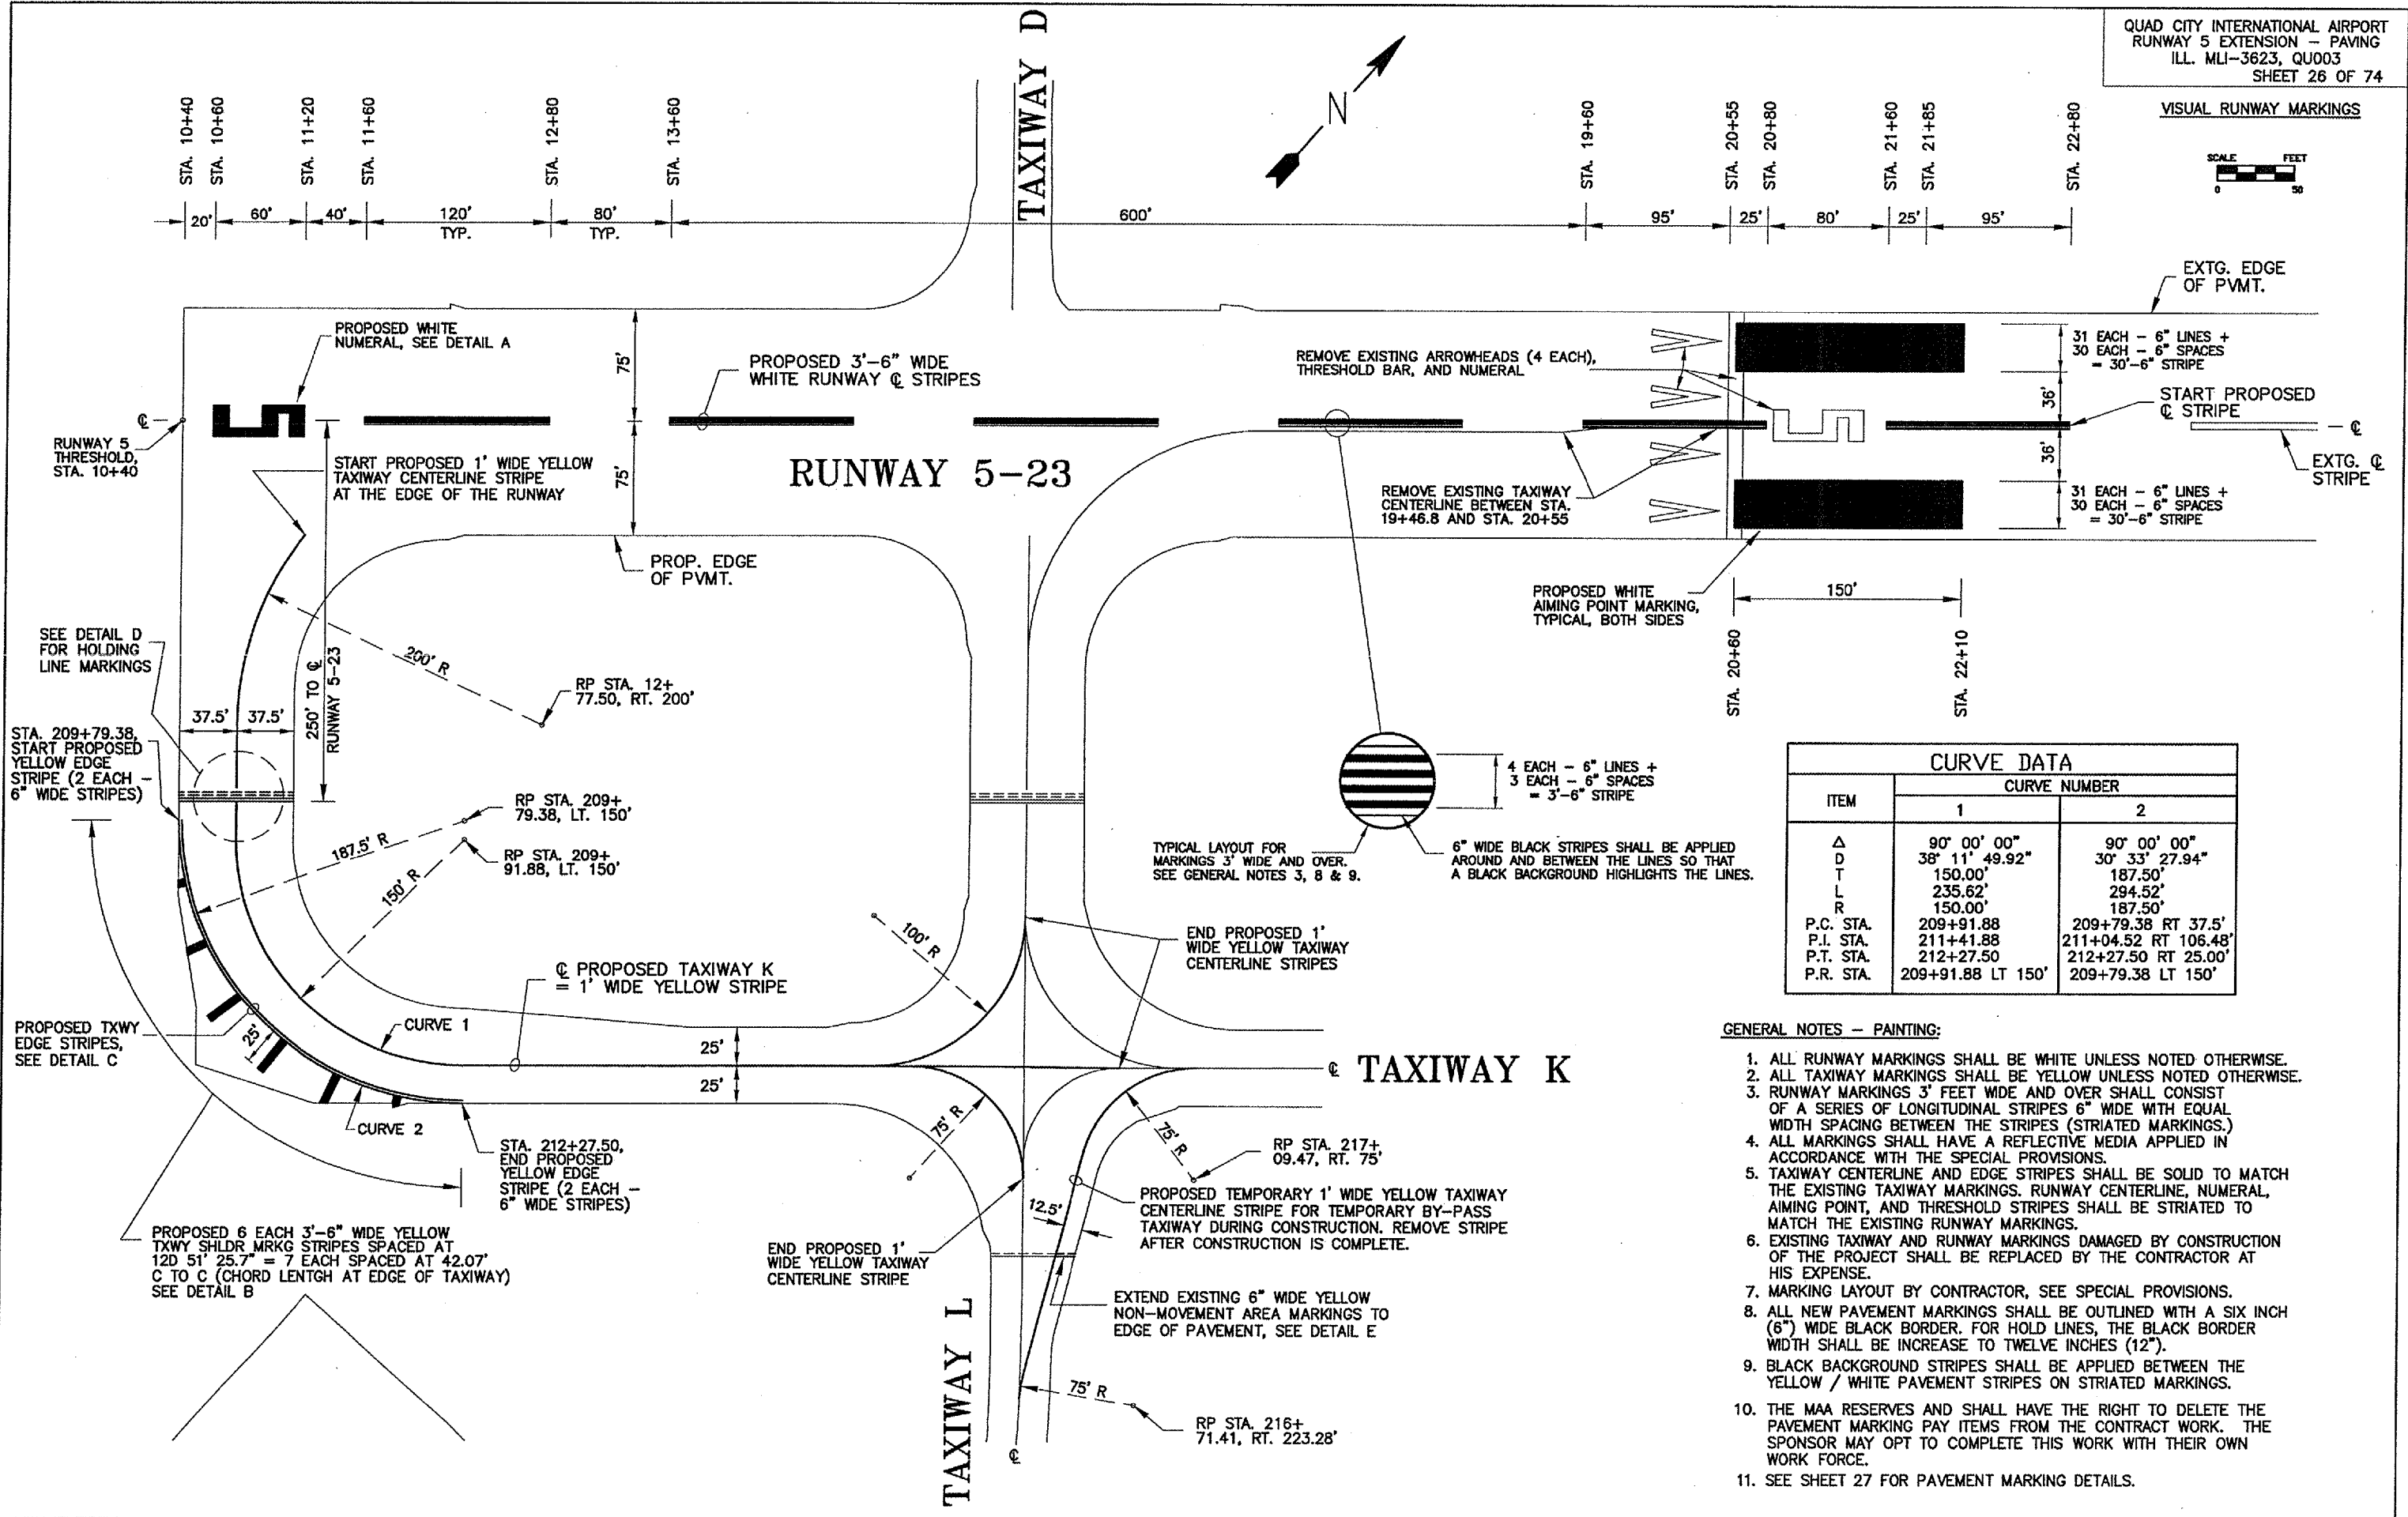 QUAD CITY INTERNATIONAL AIRPORT
RUNWAY 5 EXTENSION – PAVING
ILL. MLI–3623, QU003
SHEET 26 OF 74
VISUAL RUNWAY MARKINGS
SCALE FEET
0 50
TAXIWAY D
N
STA. 10+40
STA. 10+60
STA. 11+20
STA. 11+60
STA. 12+80
STA. 13+60
STA. 19+60
STA. 20+55
STA. 20+80
STA. 21+60
STA. 21+85
STA. 22+80
20'
60'
40'
120'
TYP.
80'
TYP.
600'
95'
25'
80'
25'
95'
EXTG. EDGE
OF PVMT.
PROPOSED WHITE
NUMERAL, SEE DETAIL A
75'
75'
PROPOSED 3'–6" WIDE
WHITE RUNWAY ℄ STRIPES
REMOVE EXISTING ARROWHEADS (4 EACH),
THRESHOLD BAR, AND NUMERAL
31 EACH – 6" LINES +
30 EACH – 6" SPACES
= 30'–6" STRIPE
36'
START PROPOSED
℄ STRIPE
℄
℄
EXTG. ℄
STRIPE
36'
31 EACH – 6" LINES +
30 EACH – 6" SPACES
= 30'–6" STRIPE
RUNWAY 5
THRESHOLD,
STA. 10+40
START PROPOSED 1' WIDE YELLOW
TAXIWAY CENTERLINE STRIPE
AT THE EDGE OF THE RUNWAY
RUNWAY 5–23
REMOVE EXISTING TAXIWAY
CENTERLINE BETWEEN STA.
19+46.8 AND STA. 20+55
PROP. EDGE
OF PVMT.
PROPOSED WHITE
AIMING POINT MARKING,
TYPICAL, BOTH SIDES
150'
STA. 20+60
STA. 22+10
SEE DETAIL D
FOR HOLDING
LINE MARKINGS
250' TO ℄
RUNWAY 5–23
200' R
RP STA. 12+
77.50, RT. 200'
37.5'
37.5'
STA. 209+79.38,
START PROPOSED
YELLOW EDGE
STRIPE (2 EACH –
6" WIDE STRIPES)
RP STA. 209+
79.38, LT. 150'
187.5' R
RP STA. 209+
91.88, LT. 150'
150' R
4 EACH – 6" LINES +
3 EACH – 6" SPACES
= 3'–6" STRIPE
TYPICAL LAYOUT FOR
MARKINGS 3' WIDE AND OVER.
SEE GENERAL NOTES 3, 8 & 9.
6" WIDE BLACK STRIPES SHALL BE APPLIED
AROUND AND BETWEEN THE LINES SO THAT
A BLACK BACKGROUND HIGHLIGHTS THE LINES.
CURVE DATA
ITEM CURVE NUMBER
1 2
Δ 90° 00' 00" 90° 00' 00"
D 38° 11' 49.92" 30° 33' 27.94"
T 150.00' 187.50'
L 235.62' 294.52'
R 150.00' 187.50'
P.C. STA. 209+91.88 209+79.38 RT 37.5'
P.I. STA. 211+41.88 211+04.52 RT 106.48'
P.T. STA. 212+27.50 212+27.50 RT 25.00'
P.R. STA. 209+91.88 LT 150' 209+79.38 LT 150'
100' R
END PROPOSED 1'
WIDE YELLOW TAXIWAY
CENTERLINE STRIPES
℄ PROPOSED TAXIWAY K
= 1' WIDE YELLOW STRIPE
PROPOSED TXWY
EDGE STRIPES,
SEE DETAIL C
25'
CURVE 1
25'
25'
℄ TAXIWAY K
CURVE 2
75' R
75' R
STA. 212+27.50,
END PROPOSED
YELLOW EDGE
STRIPE (2 EACH –
6" WIDE STRIPES)
RP STA. 217+
09.47, RT. 75'
PROPOSED TEMPORARY 1' WIDE YELLOW TAXIWAY
CENTERLINE STRIPE FOR TEMPORARY BY–PASS
TAXIWAY DURING CONSTRUCTION. REMOVE STRIPE
AFTER CONSTRUCTION IS COMPLETE.
12.5'
PROPOSED 6 EACH 3'–6" WIDE YELLOW
TXWY SHLDR MRKG STRIPES SPACED AT
12D 51' 25.7" = 7 EACH SPACED AT 42.07'
C TO C (CHORD LENTGH AT EDGE OF TAXIWAY)
SEE DETAIL B
END PROPOSED 1'
WIDE YELLOW TAXIWAY
CENTERLINE STRIPE
EXTEND EXISTING 6" WIDE YELLOW
NON–MOVEMENT AREA MARKINGS TO
EDGE OF PAVEMENT, SEE DETAIL E
TAXIWAY L
75' R
RP STA. 216+
71.41, RT. 223.28'
℄
GENERAL NOTES – PAINTING:
1. ALL RUNWAY MARKINGS SHALL BE WHITE UNLESS NOTED OTHERWISE.
2. ALL TAXIWAY MARKINGS SHALL BE YELLOW UNLESS NOTED OTHERWISE.
3. RUNWAY MARKINGS 3' FEET WIDE AND OVER SHALL CONSIST
OF A SERIES OF LONGITUDINAL STRIPES 6" WIDE WITH EQUAL
WIDTH SPACING BETWEEN THE STRIPES (STRIATED MARKINGS.)
4. ALL MARKINGS SHALL HAVE A REFLECTIVE MEDIA APPLIED IN
ACCORDANCE WITH THE SPECIAL PROVISIONS.
5. TAXIWAY CENTERLINE AND EDGE STRIPES SHALL BE SOLID TO MATCH
THE EXISTING TAXIWAY MARKINGS. RUNWAY CENTERLINE, NUMERAL,
AIMING POINT, AND THRESHOLD STRIPES SHALL BE STRIATED TO
MATCH THE EXISTING RUNWAY MARKINGS.
6. EXISTING TAXIWAY AND RUNWAY MARKINGS DAMAGED BY CONSTRUCTION
OF THE PROJECT SHALL BE REPLACED BY THE CONTRACTOR AT
HIS EXPENSE.
7. MARKING LAYOUT BY CONTRACTOR, SEE SPECIAL PROVISIONS.
8. ALL NEW PAVEMENT MARKINGS SHALL BE OUTLINED WITH A SIX INCH
(6") WIDE BLACK BORDER. FOR HOLD LINES, THE BLACK BORDER
WIDTH SHALL BE INCREASE TO TWELVE INCHES (12").
9. BLACK BACKGROUND STRIPES SHALL BE APPLIED BETWEEN THE
YELLOW / WHITE PAVEMENT STRIPES ON STRIATED MARKINGS.
10. THE MAA RESERVES AND SHALL HAVE THE RIGHT TO DELETE THE
PAVEMENT MARKING PAY ITEMS FROM THE CONTRACT WORK. THE
SPONSOR MAY OPT TO COMPLETE THIS WORK WITH THEIR OWN
WORK FORCE.
11. SEE SHEET 27 FOR PAVEMENT MARKING DETAILS.